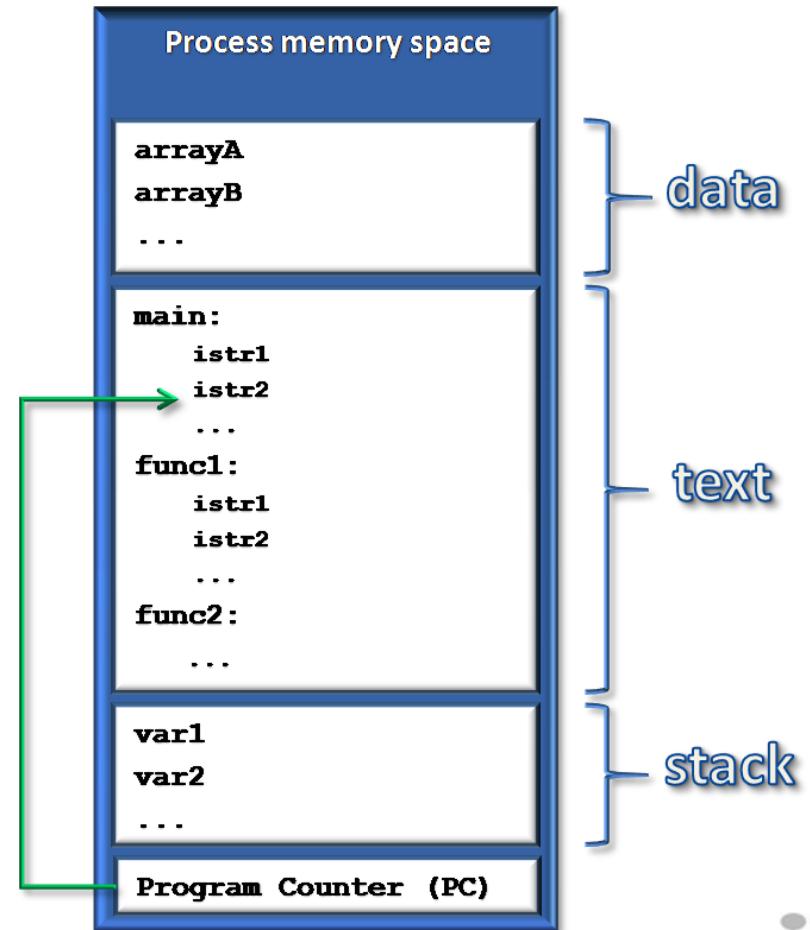 Process memory space
arrayA
arrayB
...
data
main:
istr1
istr2
...
func1:
istr1
istr2
...
func2:
...
text
var1
var2
...
stack
Program Counter (PC)